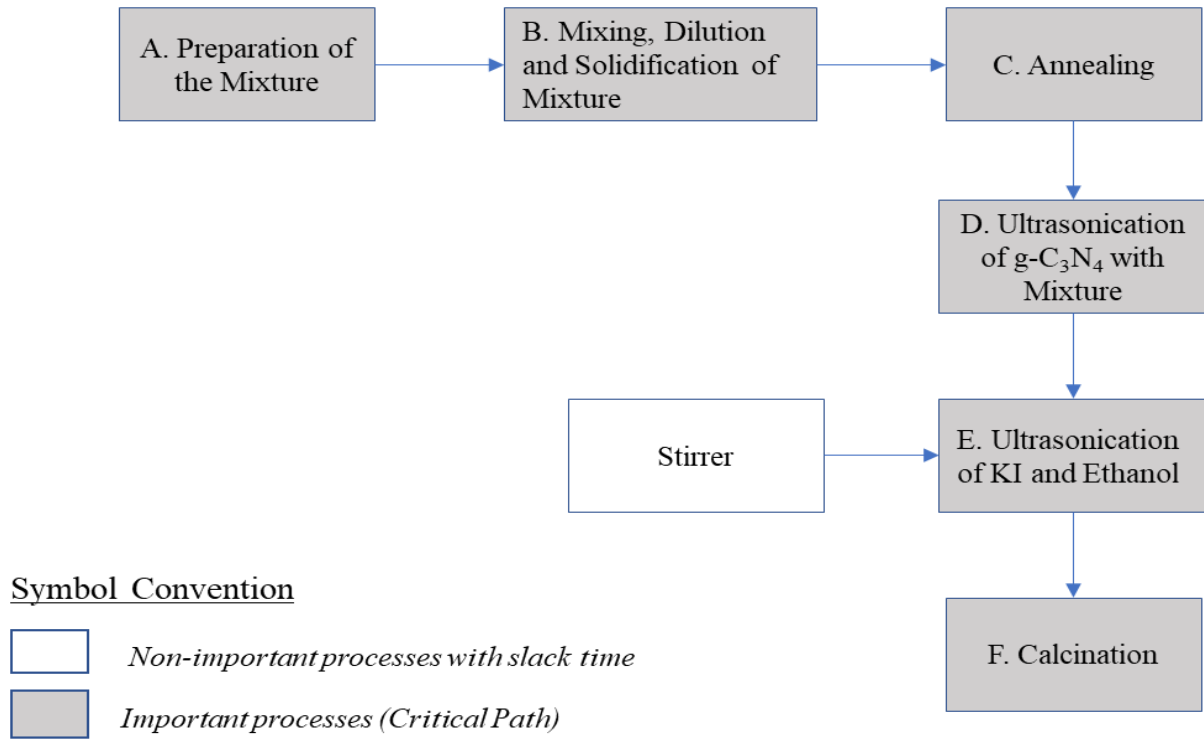 A. Preparation of
the Mixture
B. Mixing, Dilution
and Solidification of
Mixture
C. Annealing
D. Ultrasonication
of g-C₃N₄ with
Mixture
Stirrer
E. Ultrasonication
of KI and Ethanol
F. Calcination
Symbol Convention
Non-important processes with slack time
Important processes (Critical Path)